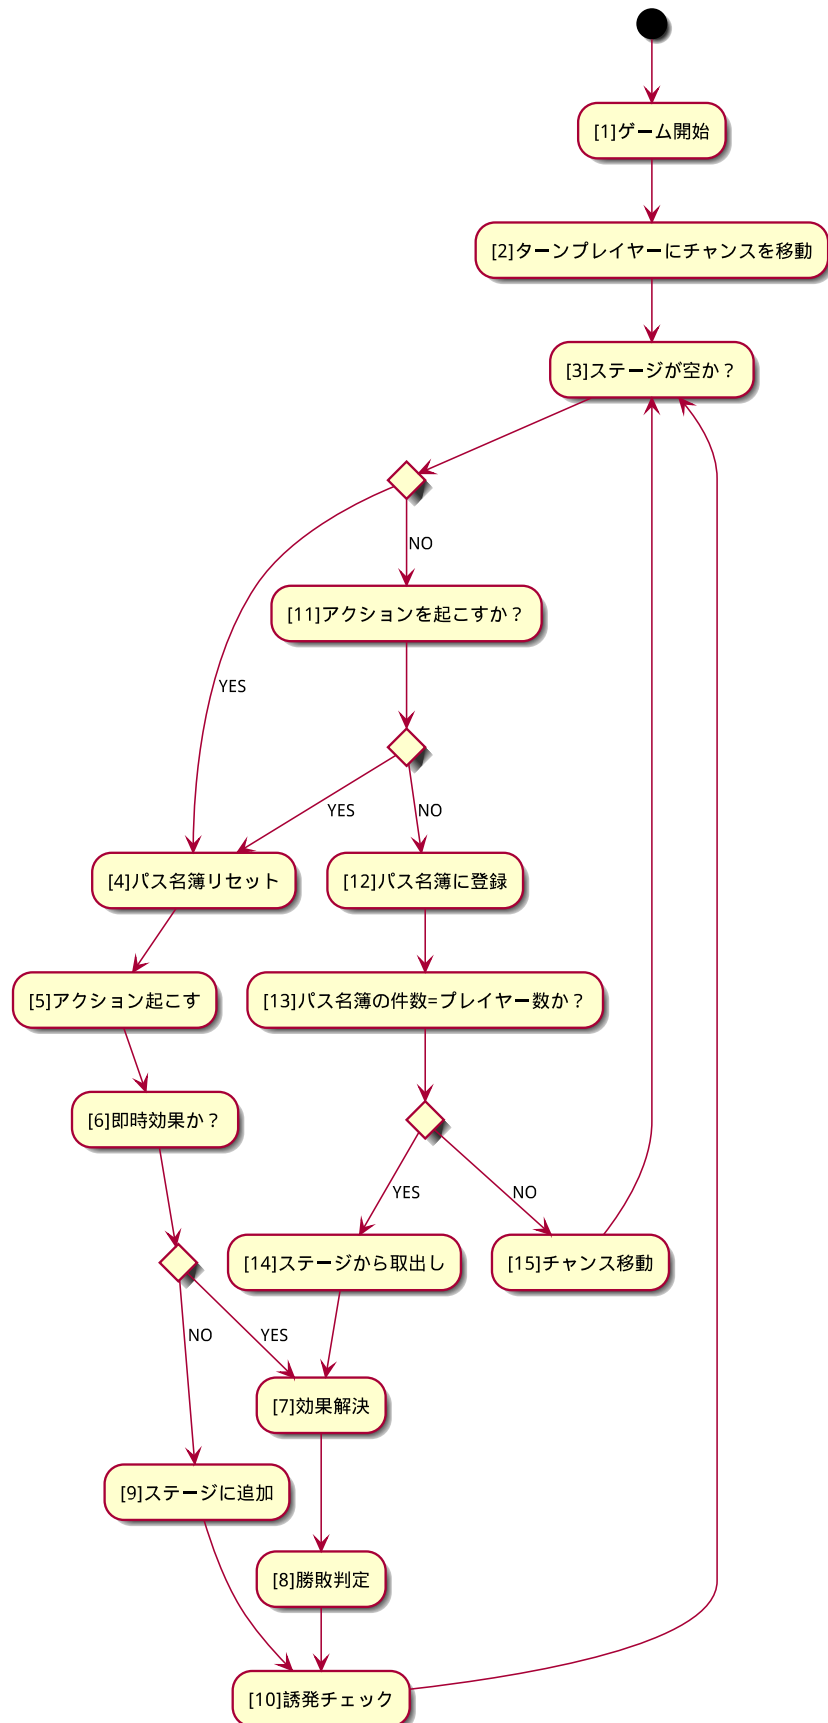 [1]ゲーム開始
[2]ターンプレイヤーにチャンスを移動
[3]ステージが空か？
NO
[11]アクションを起こすか？
YES
YES
NO
[4]パス名簿リセット
[12]パス名簿に登録
[5]アクション起こす
[13]パス名簿の件数=プレイヤー数か？
[6]即時効果か？
YES
NO
[14]ステージから取出し
[15]チャンス移動
NO
YES
[7]効果解決
[9]ステージに追加
[8]勝敗判定
[10]誘発チェック